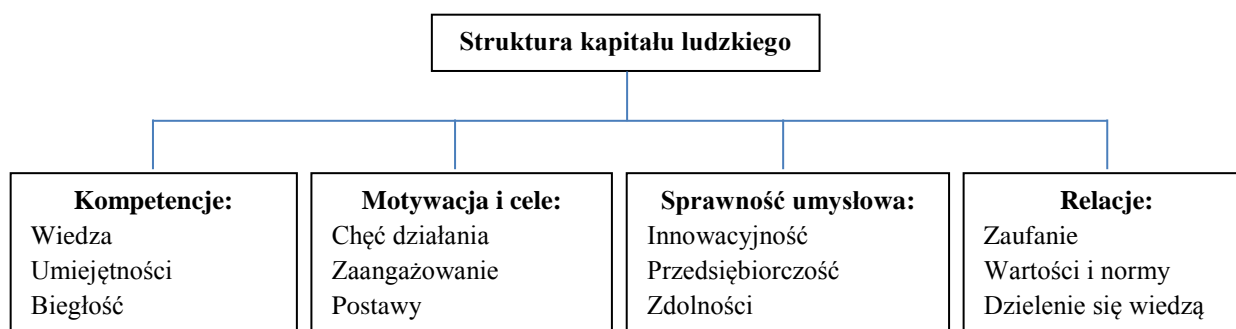 Struktura kapitału ludzkiego
Kompetencje:
Wiedza
Umiejętności
Biegłość
Motywacja i cele:
Chęć działania
Zaangażowanie
Postawy
Sprawność umysłowa:
Innowacyjność
Przedsiębiorczość
Zdolności
Relacje:
Zaufanie
Wartości i normy
Dzielenie się wiedzą